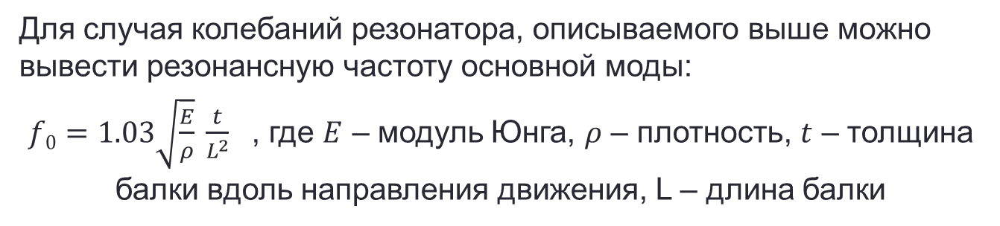 Для случая колебаний резонатора, описываемого выше можно
вывести резонансную частоту основной моды:
$f_0 = 1.03 \sqrt{\frac{E}{\rho}} \frac{t}{L^2}$ , где $E$ – модуль Юнга, $\rho$ – плотность, $t$ – толщина
балки вдоль направления движения, L – длина балки